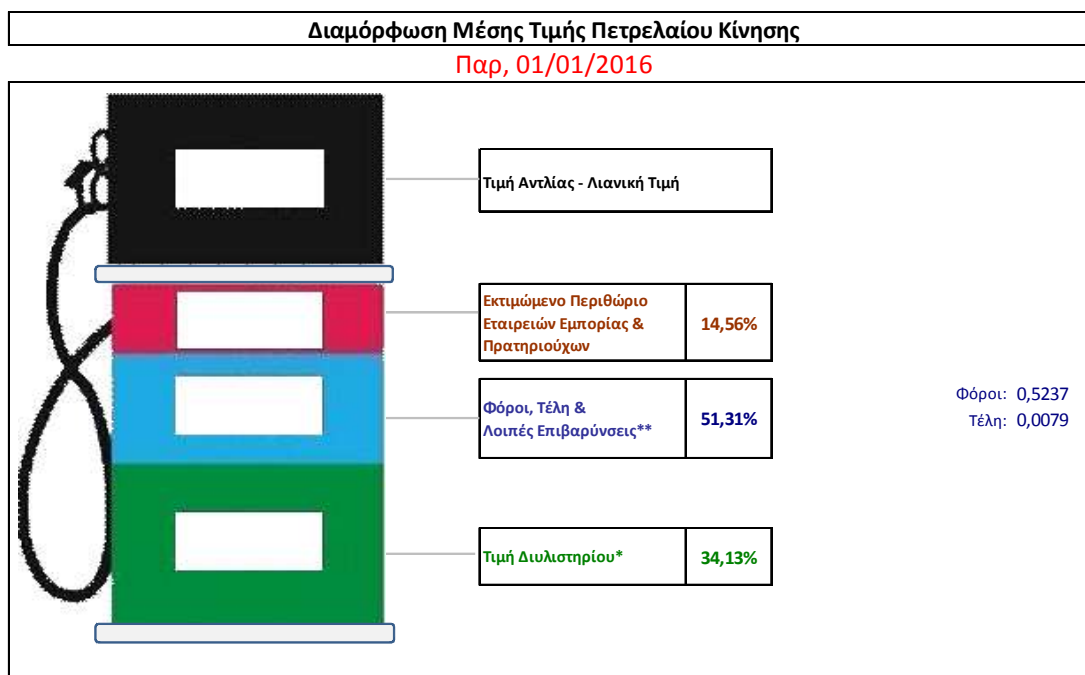 Διαμόρφωση Μέσης Τιμής Πετρελαίου Κίνησης
Παρ, 01/01/2016
Τιμή Αντλίας - Λιανική Τιμή
Εκτιμώμενο Περιθώριο
Εταιρειών Εμπορίας &
Πρατηριούχων
14,56%
Φόροι, Τέλη &
Λοιπές Επιβαρύνσεις**
51,31%
Φόροι: 0,5237
Τέλη: 0,0079
Τιμή Διυλιστηρίου*
34,13%